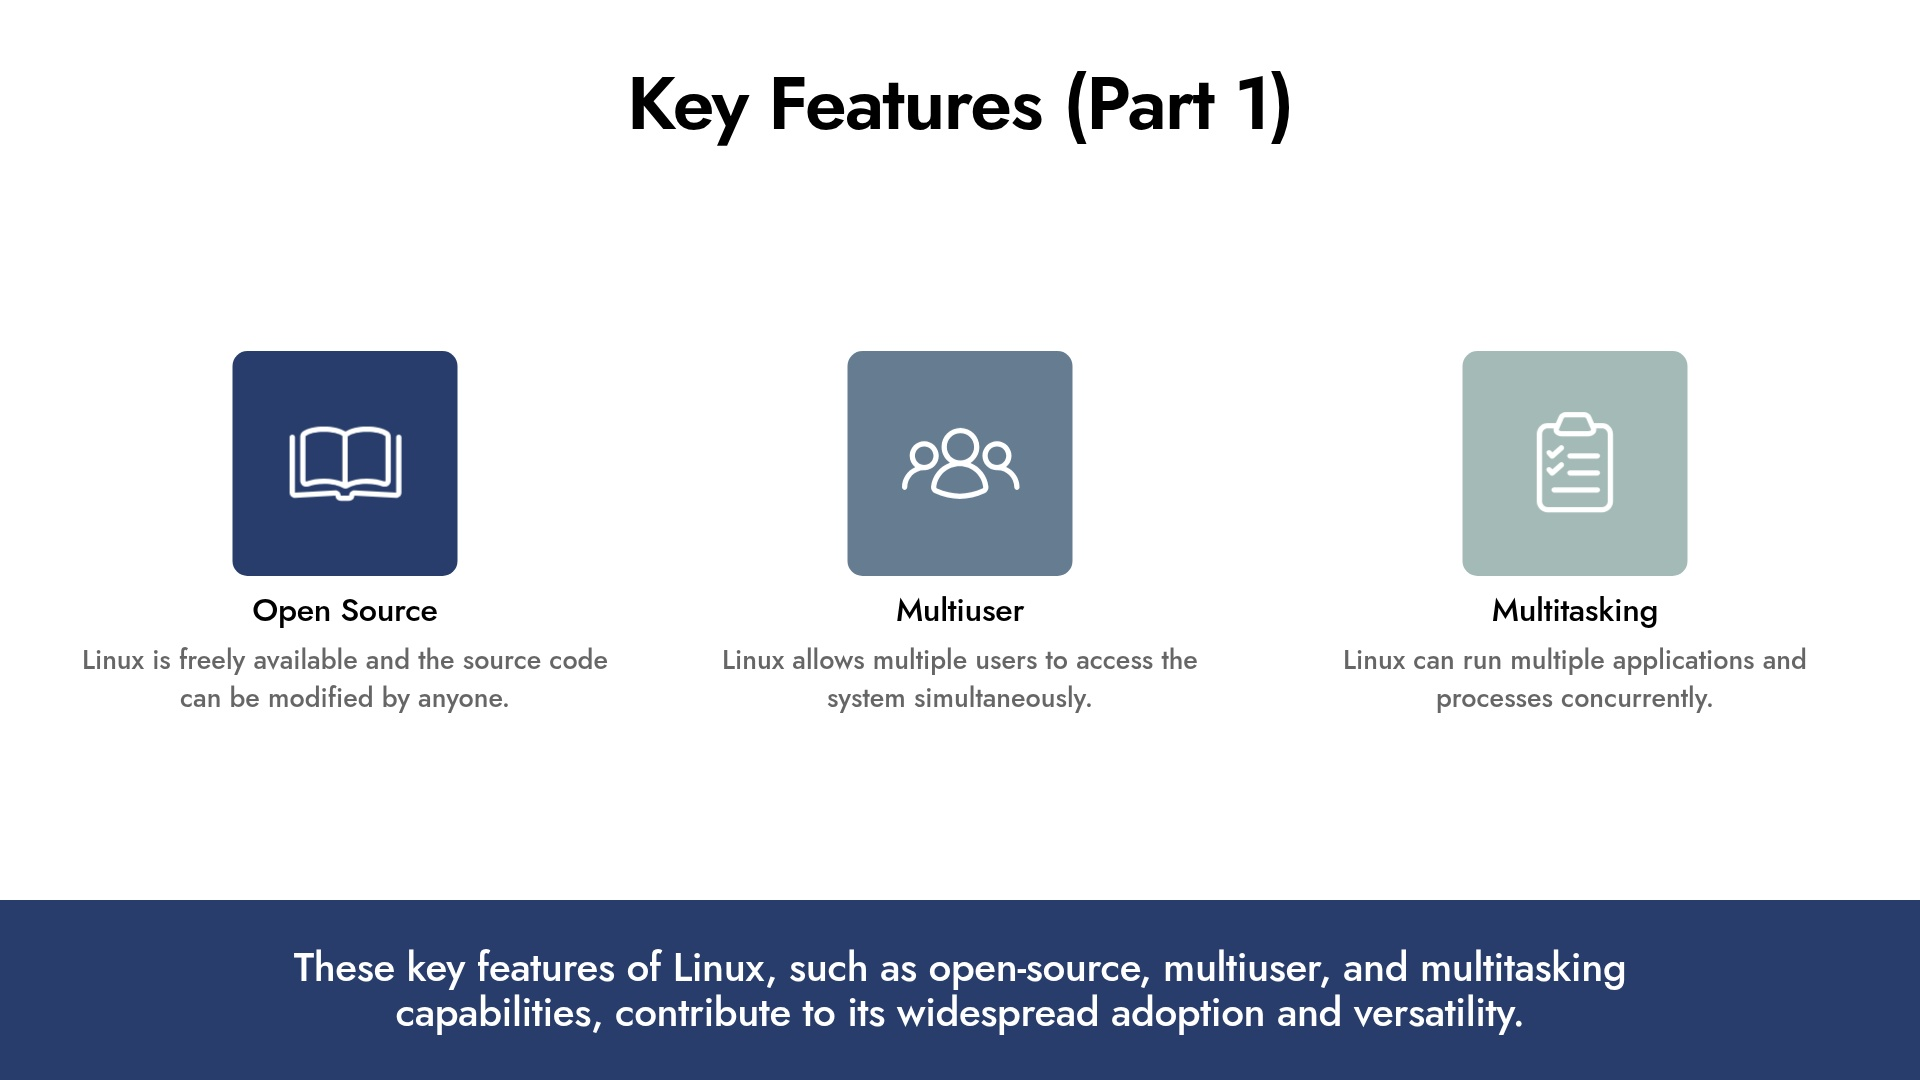 Key Features (Part 1)
Open Source
Linux is freely available and the source code
can be modified by anyone.
Multiuser
Linux allows multiple users to access the
system simultaneously.
Multitasking
Linux can run multiple applications and
processes concurrently.
These key features of Linux, such as open-source, multiuser, and multitasking
capabilities, contribute to its widespread adoption and versatility.